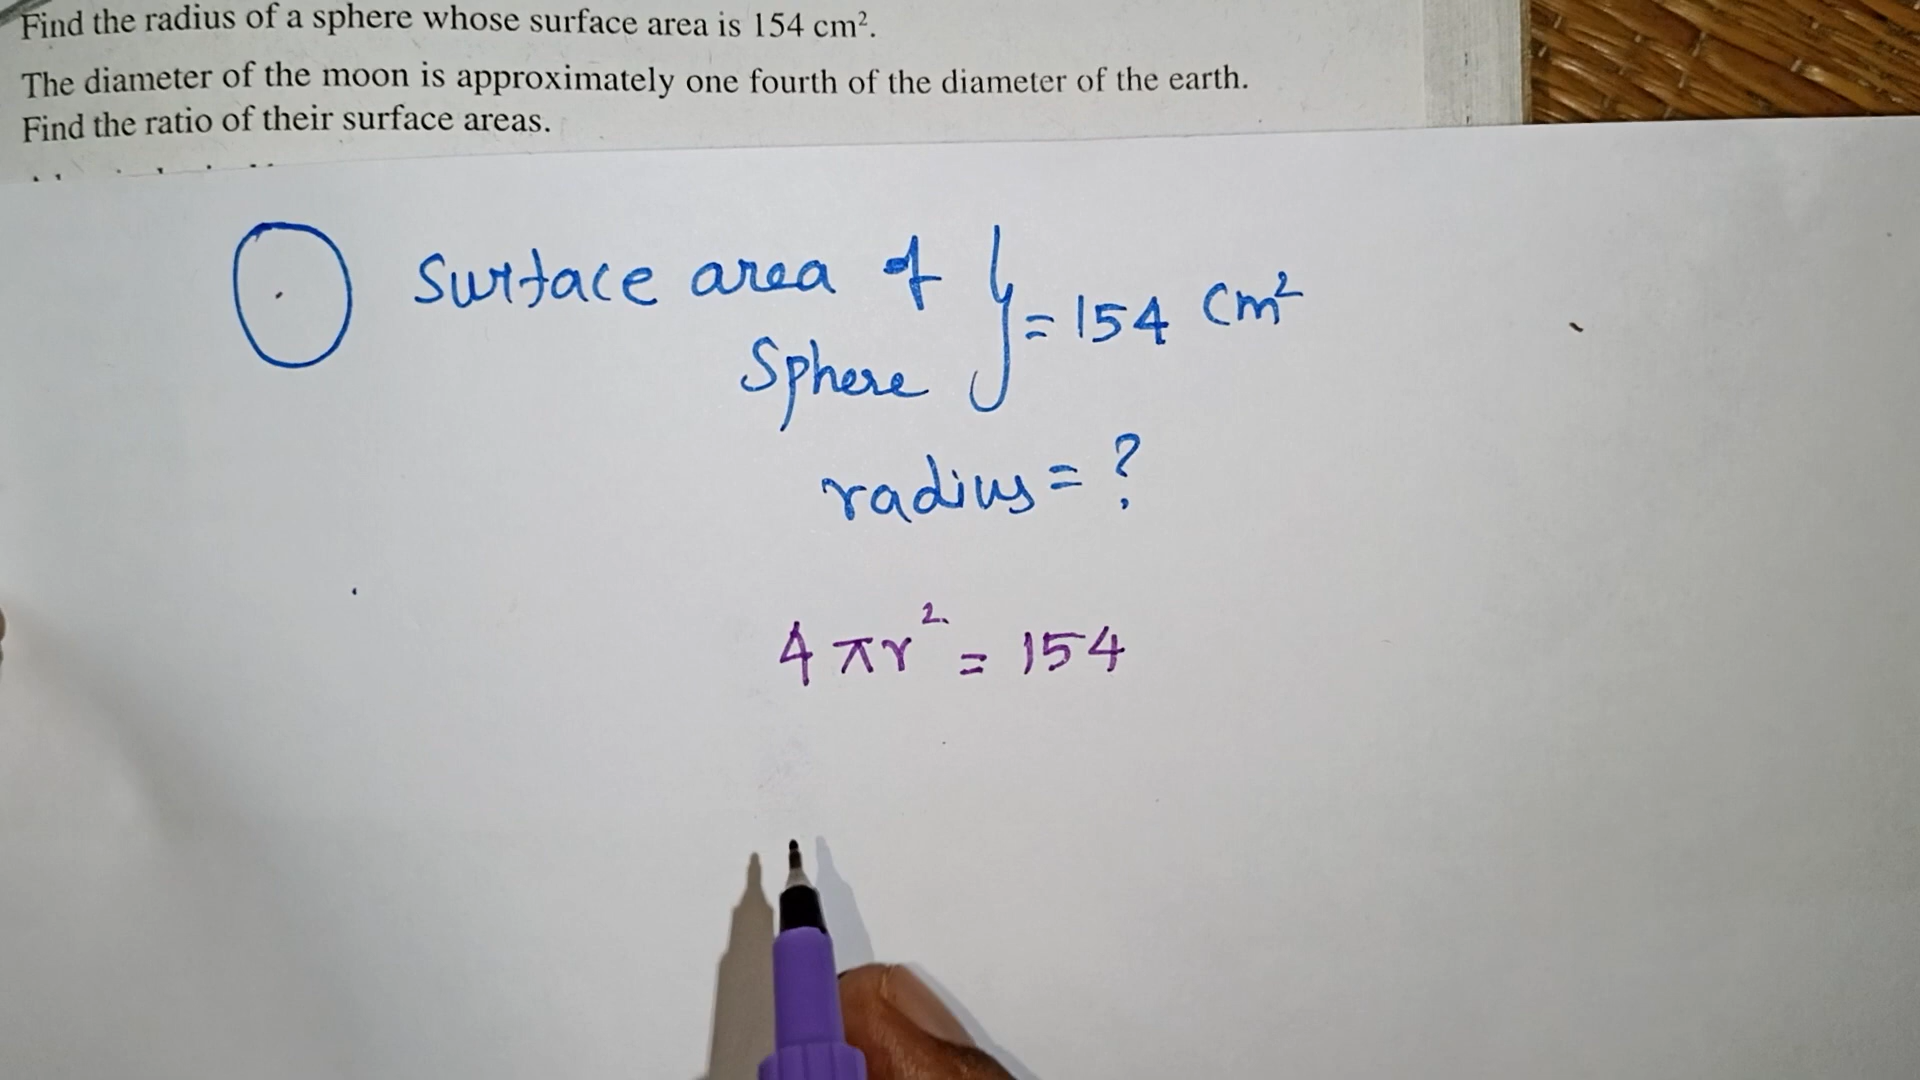 Find the radius of a sphere whose surface area is 154 cm².
The diameter of the moon is approximately one fourth of the diameter of the earth.
Find the ratio of their surface areas.
Surface area of
Sphere } = 154 cm²
radius = ?
4πr² = 154